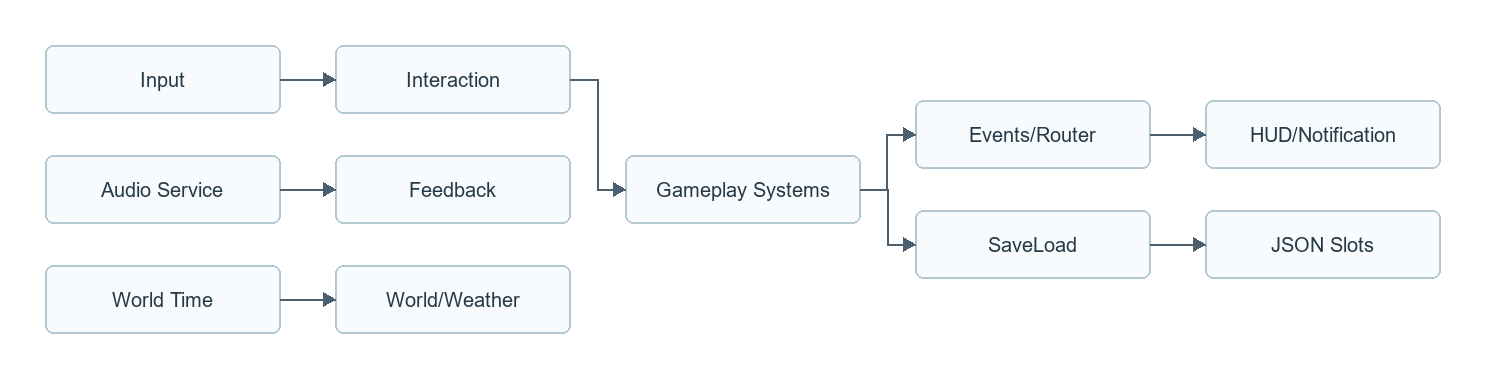 Input
Interaction
Audio Service
Feedback
World Time
World/Weather
Gameplay Systems
Events/Router
HUD/Notification
SaveLoad
JSON Slots